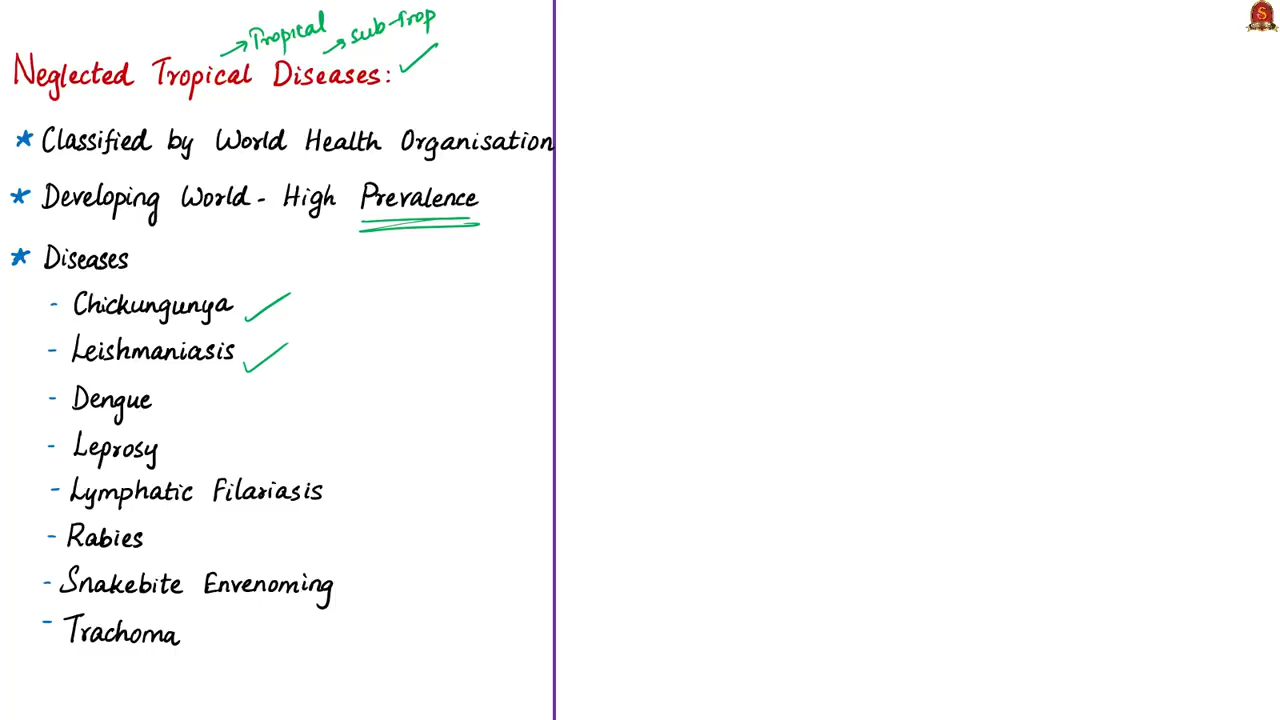 →Tropical →sub-Trop
Neglected Tropical Diseases:
Classified by World Health Organisation
Developing World - High Prevalence
Diseases
- Chickungunya
- Leishmaniasis
- Dengue
- Leprosy
- Lymphatic Filariasis
- Rabies
- Snakebite Envenoming
- Trachoma